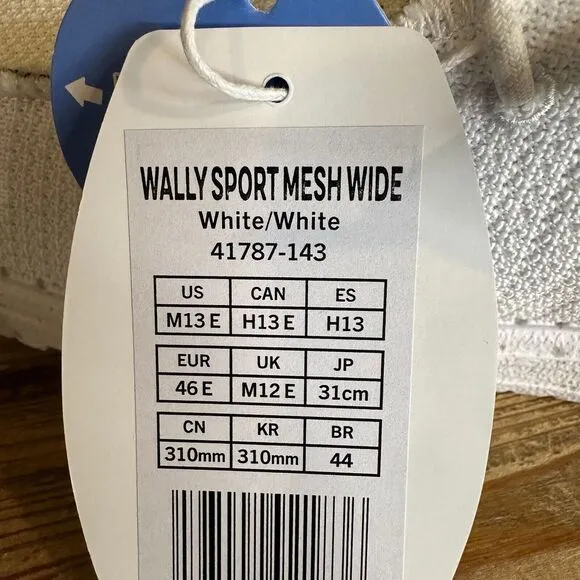 WALLY SPORT MESH WIDE
White/White
41787-143
US CAN ES
M13 E H13 E H13
EUR UK JP
46 E M12 E 31cm
CN KR BR
310mm 310mm 44